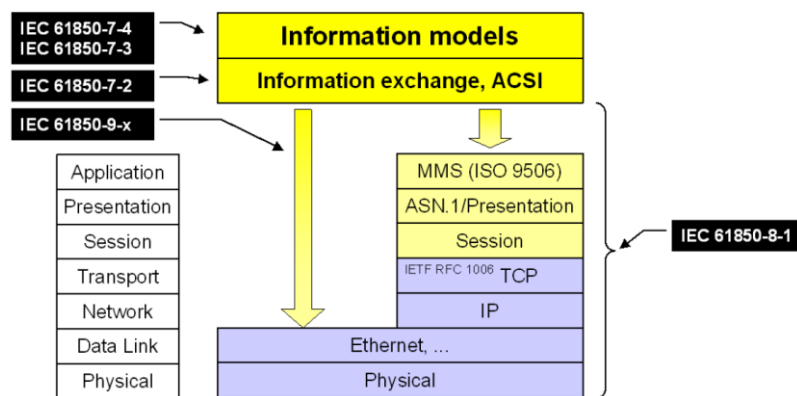 IEC 61850-7-4
IEC 61850-7-3
Information models
IEC 61850-7-2
Information exchange, ACSI
IEC 61850-9-x
Application
MMS (ISO 9506)
Presentation
ASN.1/Presentation
Session
Session
IEC 61850-8-1
Transport
IETF RFC 1006 TCP
Network
IP
Data Link
Ethernet, ...
Physical
Physical